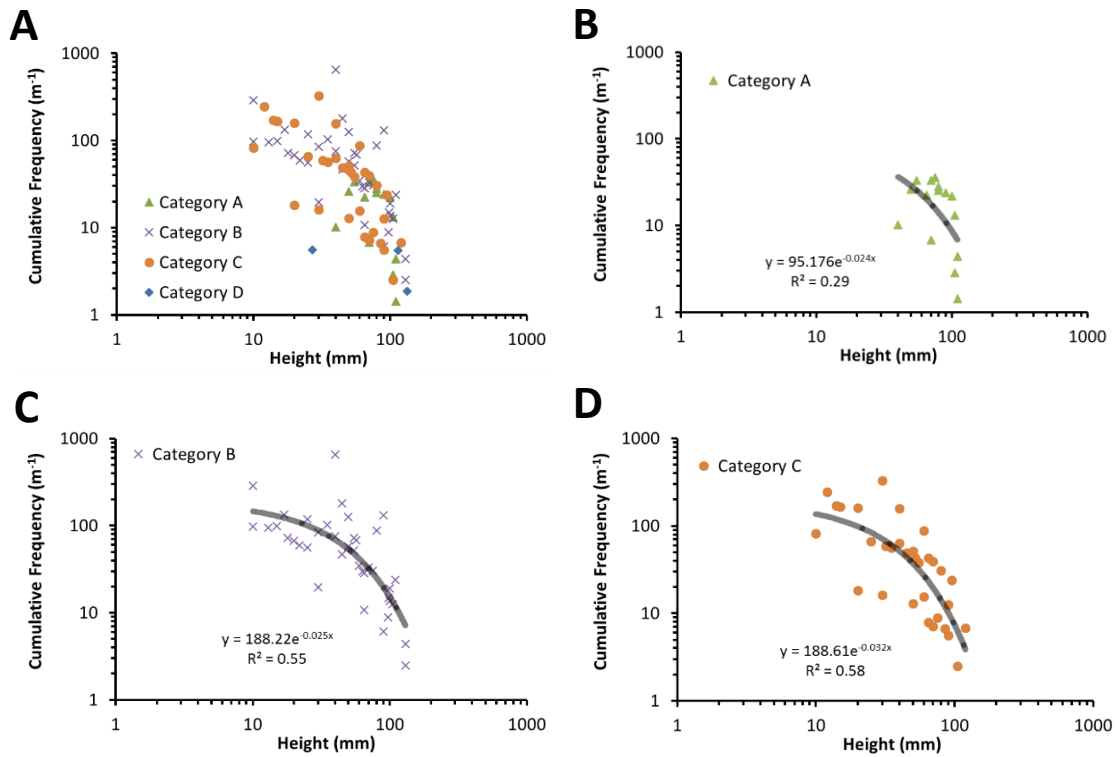 A
Cumulative Frequency (m-1)
1000
100
10
1
Category A
Category B
Category C
Category D
1 10 100 1000
Height (mm)
B
Cumulative Frequency (m-1)
1000
100
10
1
Category A
y = 95.176e-0.024x
R² = 0.29
1 10 100 1000
Height (mm)
C
Cumulative Frequency (m-1)
1000
100
10
1
Category B
y = 188.22e-0.025x
R² = 0.55
1 10 100 1000
Height (mm)
D
Cumulative Frequency (m-1)
1000
100
10
1
Category C
y = 188.61e-0.032x
R² = 0.58
1 10 100 1000
Height (mm)